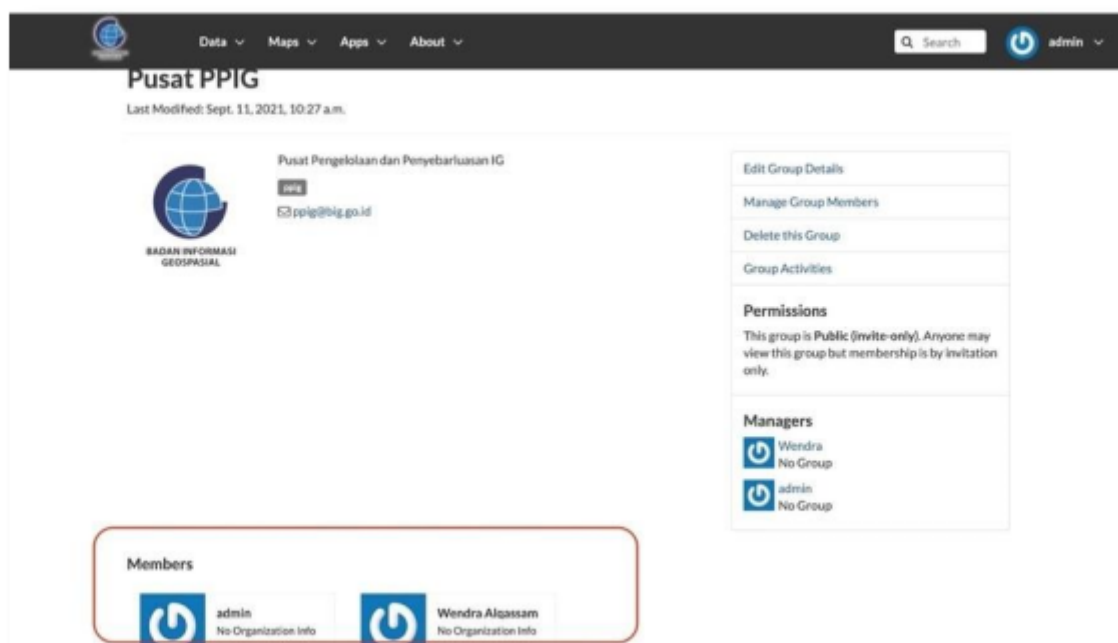 Data Maps Apps About Search admin
Pusat PPIG
Last Modified: Sept. 11, 2021, 10:27 a.m.
Pusat Pengelolaan dan Penyebarluasan IG
ppig
ppig@big.go.id
BADAN INFORMASI
GEOSPASIAL
Edit Group Details
Manage Group Members
Delete this Group
Group Activities
Permissions
This group is Public (invite-only). Anyone may
view this group but membership is by invitation
only.
Managers
Wendra
No Group
admin
No Group
Members
admin
No Organization Info
Wendra Alqassam
No Organization Info